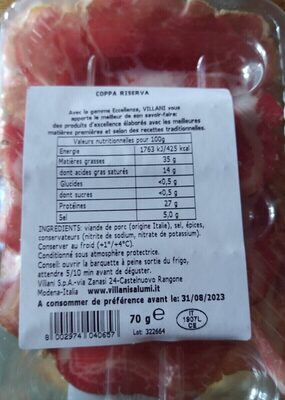 COPPA RISERVA
Avec la gamme Eccellenza, VILLANI vous
apporte le meilleur de son savoir-faire:
des produits d'excellence élaborés avec les meilleures
matières premières et selon des recettes traditionnelles.
Valeurs nutritionnelles pour 100g
Energie 1763 kJ/425 kcal
Matières grasses 35 g
dont acides gras saturés 14 g
Glucides <0,5 g
dont sucres <0,5 g
Protéines 27 g
Sel 5,0 g
INGREDIENTS: viande de porc (origine Italie), sel, épices,
conservateurs (nitrite de sodium, nitrate de potassium).
Conserver au froid (+1°/+4°C).
Conditionné sous atmosphère protectrice.
Conseil: ouvrir la barquette à peine sortie du frigo,
attendre 5/10 min avant de déguster.
Villani S.p.A.-via Zanasi 24-Castelnuovo Rangone
Modena-Italia www.villanisalumi.it
A consommer de préférence avant le: 31/08/2023
70 g e
Lot: 322664
IT
1907L
CE
8 002974 040657